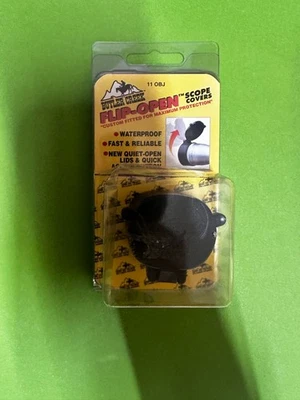 11 OBJ
BUTLER CREEK
FLIP-OPEN™ SCOPE COVERS
"CUSTOM FITTED FOR MAXIMUM PROTECTION"
• WATERPROOF
• FAST & RELIABLE
• NEW QUIET-OPEN
LIDS & QUICK